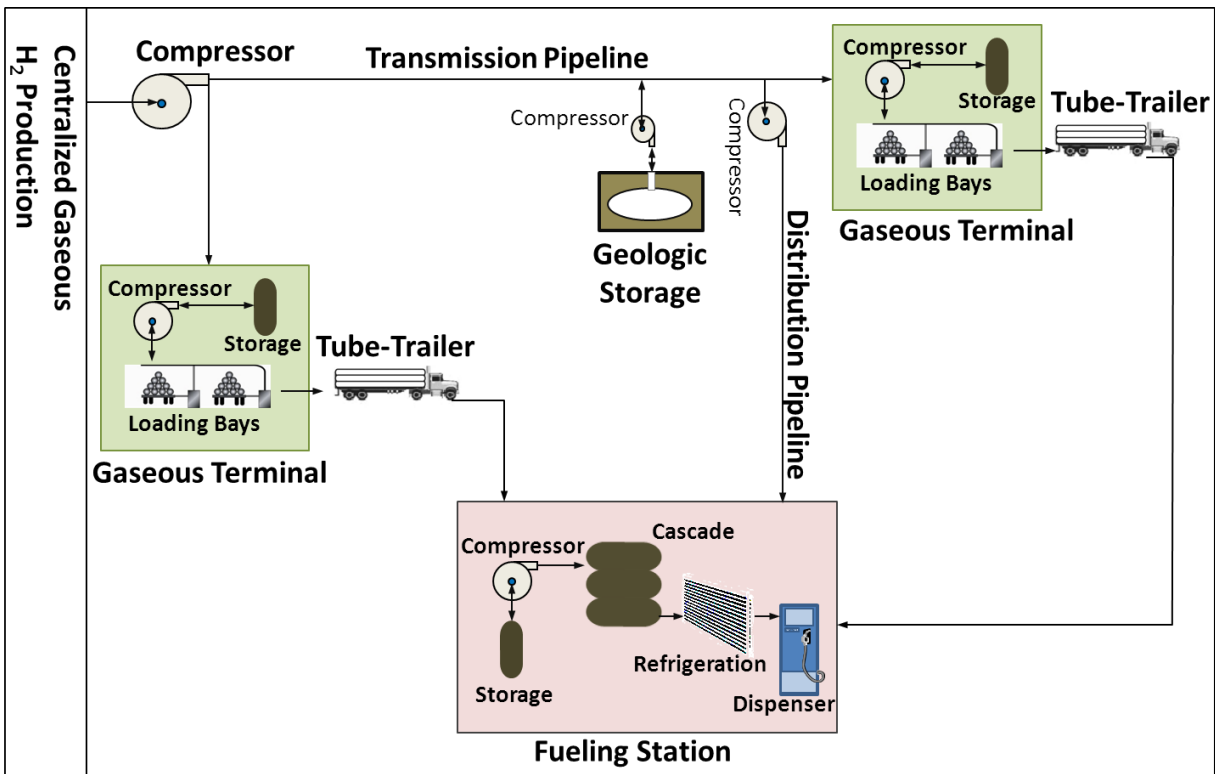 Centralized Gaseous
H₂ Production
Compressor
Transmission Pipeline
Compressor
Compressor
Compressor
Storage
Loading Bays
Gaseous Terminal
Tube-Trailer
Geologic
Storage
Distribution Pipeline
Compressor
Storage
Loading Bays
Gaseous Terminal
Tube-Trailer
Compressor
Cascade
Storage
Refrigeration
Dispenser
Fueling Station